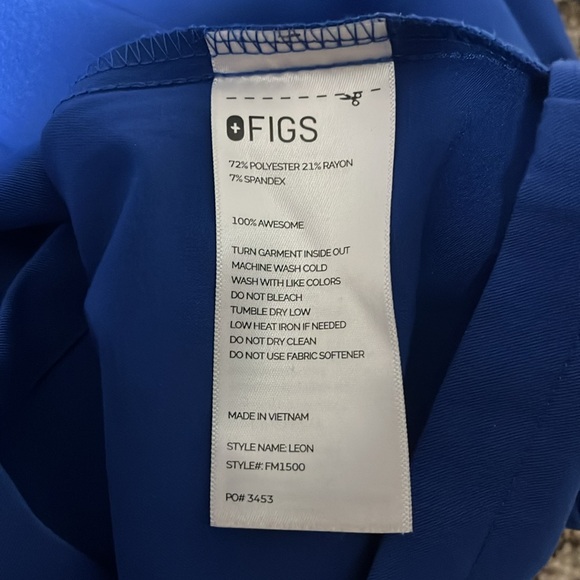 FIGS
72% POLYESTER 21% RAYON
7% SPANDEX
100% AWESOME
TURN GARMENT INSIDE OUT
MACHINE WASH COLD
WASH WITH LIKE COLORS
DO NOT BLEACH
TUMBLE DRY LOW
LOW HEAT IRON IF NEEDED
DO NOT DRY CLEAN
DO NOT USE FABRIC SOFTENER
MADE IN VIETNAM
STYLE NAME: LEON
STYLE#: FM1500
PO# 3453